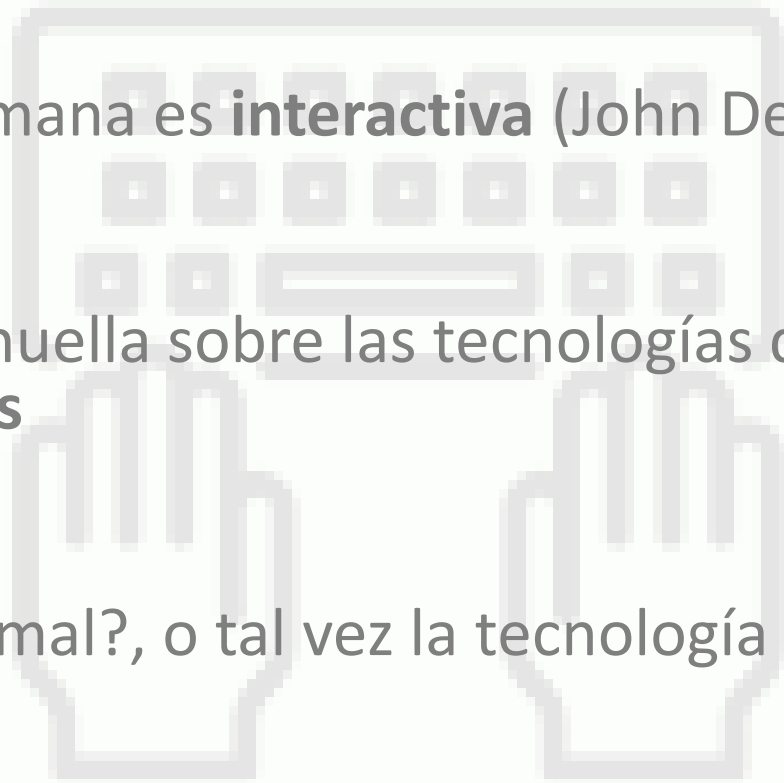 mana es interactiva (John De
huella sobre las tecnologías
s
mal?, o tal vez la tecnología